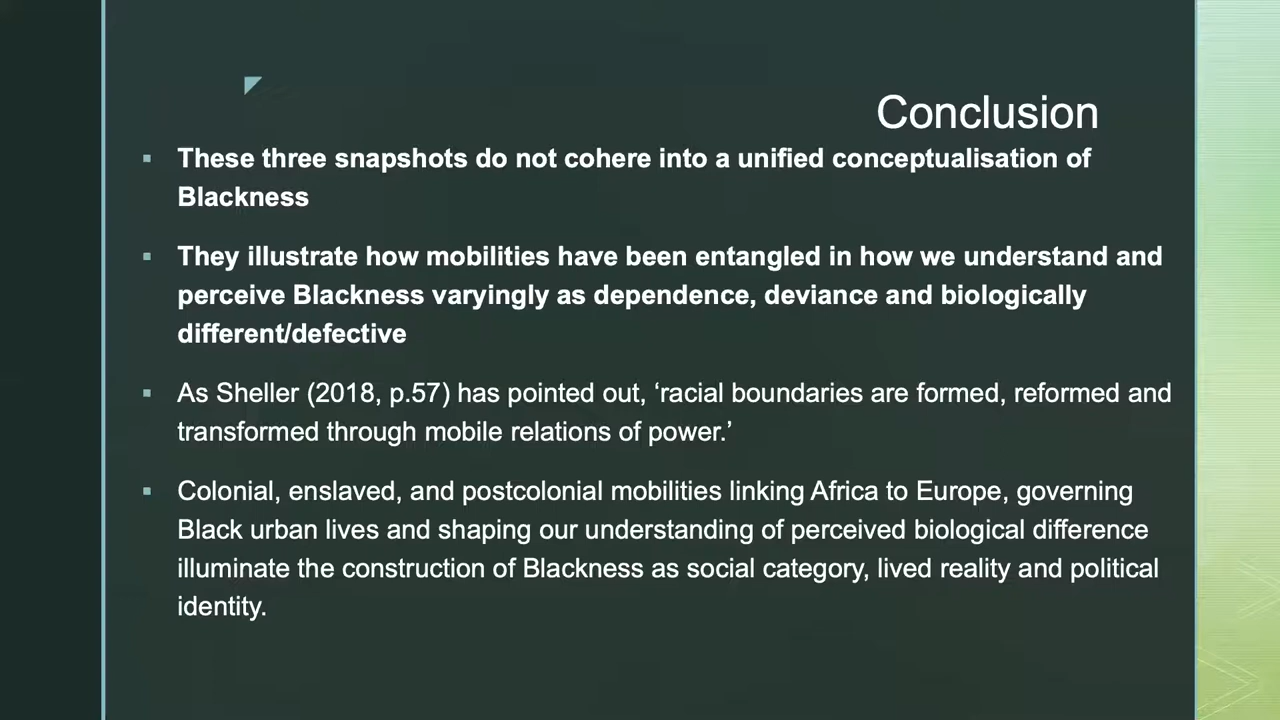 Conclusion
▪ These three snapshots do not cohere into a unified conceptualisation of
Blackness
▪ They illustrate how mobilities have been entangled in how we understand and
perceive Blackness varyingly as dependence, deviance and biologically
different/defective
▪ As Sheller (2018, p.57) has pointed out, ‘racial boundaries are formed, reformed and
transformed through mobile relations of power.’
▪ Colonial, enslaved, and postcolonial mobilities linking Africa to Europe, governing
Black urban lives and shaping our understanding of perceived biological difference
illuminate the construction of Blackness as social category, lived reality and political
identity.